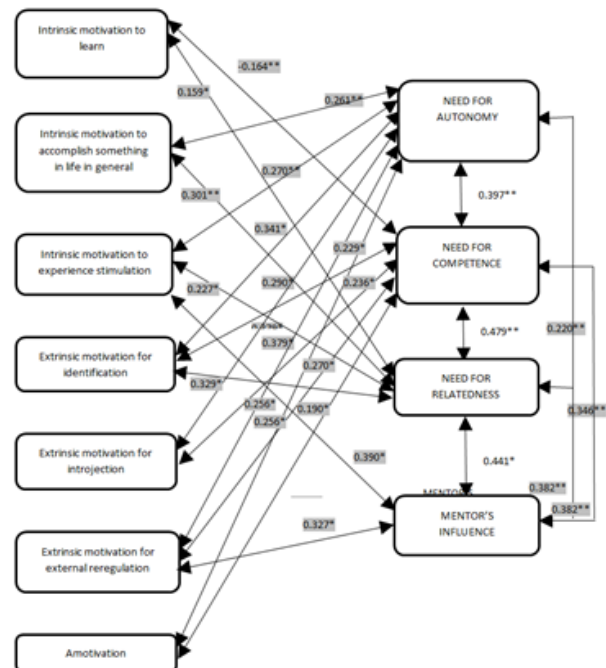 Intrinsic motivation to
learn
Intrinsic motivation to
accomplish something
in life in general
Intrinsic motivation to
experience stimulation
Extrinsic motivation for
identification
Extrinsic motivation for
introjection
Extrinsic motivation for
external reregulation
Amotivation
-0.164**
0.159*
0.261**
0.270**
0.301**
0.341*
0.229*
0.290*
0.236*
0.227*
0.379*
0.270*
0.329*
0.256*
0.190*
0.256*
0.390*
0.327*
NEED FOR
AUTONOMY
0.397**
NEED FOR
COMPETENCE
0.479**
0.220**
NEED FOR
RELATEDNESS
0.346**
0.441*
0.382**
0.382**
MENTOR'S
INFLUENCE